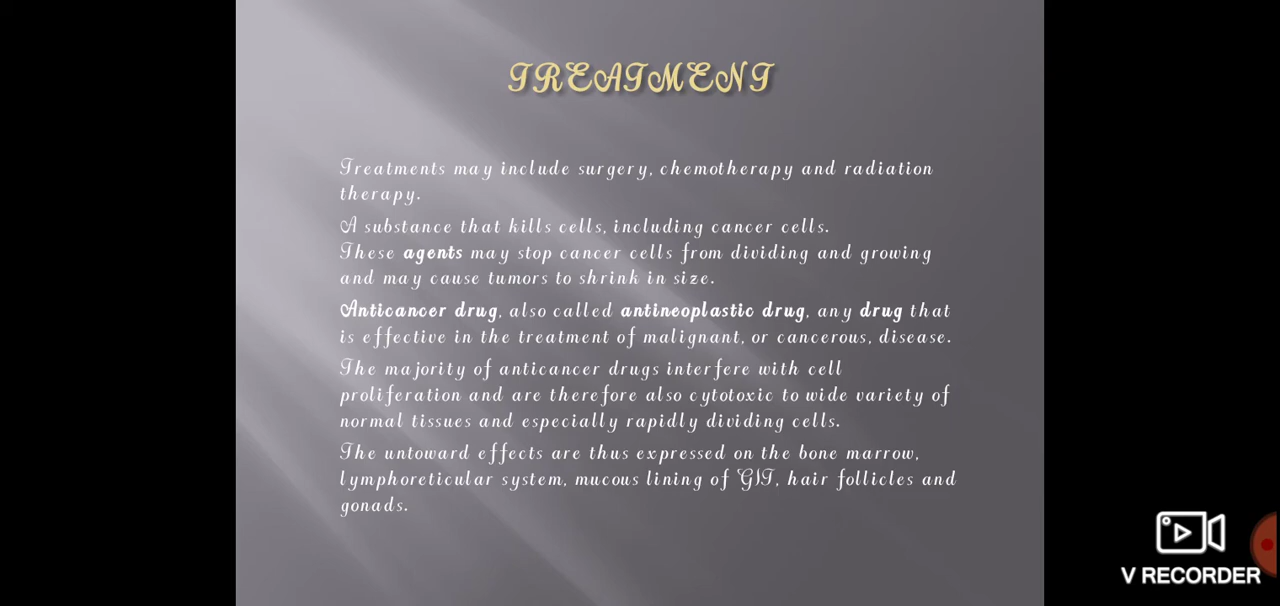 TREATMENT
Treatments may include surgery, chemotherapy and radiation
therapy.
A substance that kills cells, including cancer cells.
These agents may stop cancer cells from dividing and growing
and may cause tumors to shrink in size.
Anticancer drug, also called antineoplastic drug, any drug that
is effective in the treatment of malignant, or cancerous, disease.
The majority of anticancer drugs interfere with cell
proliferation and are therefore also cytotoxic to wide variety of
normal tissues and especially rapidly dividing cells.
The untoward effects are thus expressed on the bone marrow,
lymphoreticular system, mucous lining of GIT, hair follicles and
gonads.
V RECORDER